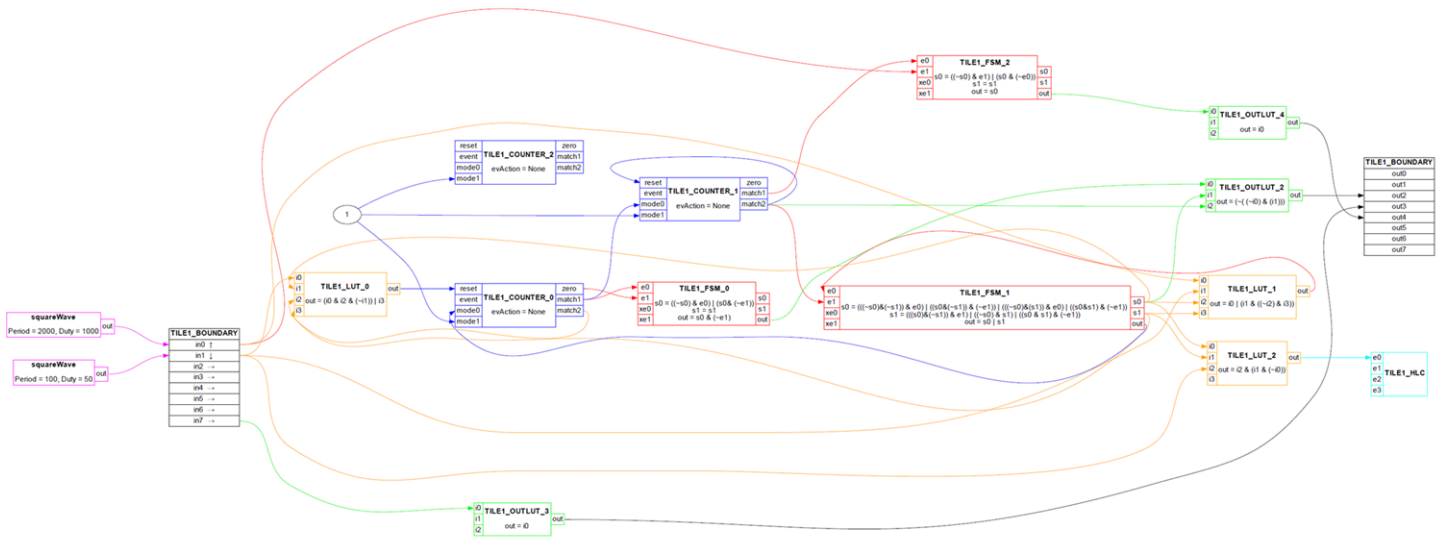 squareWave
Period = 2000, Duty = 1000
out
squareWave
Period = 100, Duty = 50
out
TILE1_BOUNDARY
in0 ↑
in1 ↓
in2 →
in3 →
in4 →
in5 →
in6 →
in7 →
i0
i1
i2
i3
TILE1_LUT_0
out = (i0 & i2 & (~i1)) | i3
out
1
reset
event
mode0
mode1
TILE1_COUNTER_2
evAction = None
zero
match1
match2
reset
event
mode0
mode1
TILE1_COUNTER_0
evAction = None
zero
match1
match2
reset
event
mode0
mode1
TILE1_COUNTER_1
evAction = None
zero
match1
match2
e0
e1
xe0
xe1
TILE1_FSM_0
s0 = ((~s0) & e0) | (s0& (~e1))
s1 = s1
out = s0 & (~e1)
s0
s1
out
e0
e1
xe0
xe1
TILE1_FSM_2
s0 = ((~s0) & e1) | (s0 & (~e0))
s1 = s1
out = s0
s0
s1
out
e0
e1
xe0
xe1
TILE1_FSM_1
s0 = (((~s0)&(~s1)) & e0) | ((s0&(~s1)) & (~e1)) | (((~s0)&(s1)) & e0) | ((s0&s1) & (~e1))
s1 = (((s0)&(~s1)) & e1) | ((~s0) & s1) | ((s0 & s1) & (~e1))
out = s0 | s1
s0
s1
out
i0
i1
i2
TILE1_OUTLUT_4
out = i0
out
i0
i1
i2
TILE1_OUTLUT_2
out = (~( (~i0) & (i1)))
out
i0
i1
i2
i3
TILE1_LUT_1
out = i0 | (i1 & ((~i2) & i3))
out
i0
i1
i2
i3
TILE1_LUT_2
out = i2 & (i1 & (~i0))
out
i0
i1
i2
TILE1_OUTLUT_3
out = i0
out
TILE1_BOUNDARY
out0
out1
out2
out3
out4
out5
out6
out7
e0
e1
e2
e3
TILE1_HLC